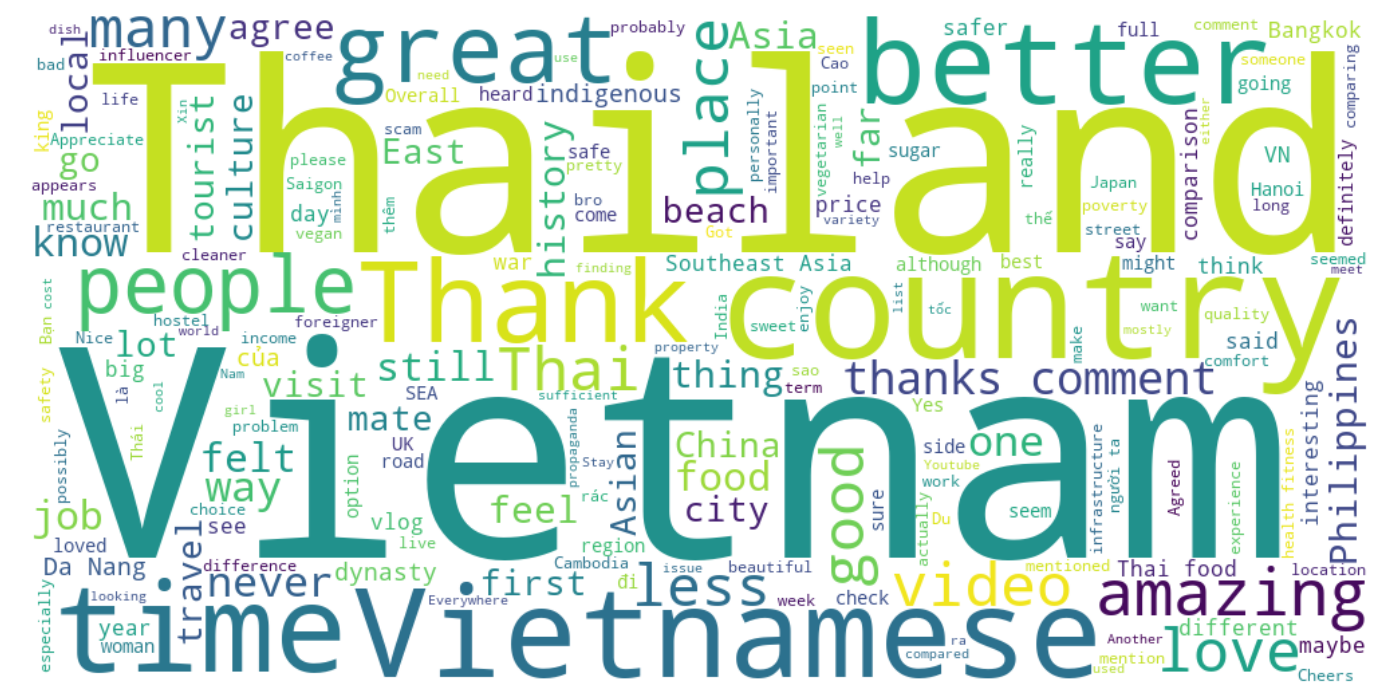 Thailand
Vietnam
Vietnamese
country
Thank
time
great
better
people
many
agree
place
Asia
probably
seen
Cao
point
safer
full
comment
Bangkok
someone
going
comparing
dish
influencer
coffee
bad
local
life
king
Appreciate
go
appears
much
restaurant
know
tourist
Xin
culture
cleaner
please
Saigon
day
minh
vegan
thêm
scam
East
Overall
need
heard
indigenous
use
history
safe
pretty
bro
come
beach
Got
personally
important
vegetarian
well
far
sugar
help
price
variety
really
thế
Japan
poverty
street
say
comparison
either
VN
Hanoi
long
definitely
seemed
meet
war
finding
Southeast Asia
although
best
might
think
Bạn
cost
hostel
world
foreigner
Nice
lot
income
của
big
Nam
visit
still
SEA
Thai
property
thing
India
sweet
enjoy
sao
term
thanks comment
list
tốc
make
want
mostly
quality
said
comfort
Philippines
interesting
safety
là
cool
Thái
girl
problem
mate
UK
road
sufficient
propaganda
Stay
rác
Asian
China
food
city
good
sure
Yes
side
one
Youtube
work
Du
actually
seem
infrastructure
người ta
Agreed
experience
health fitness
possibly
felt
way
job
choice
see
option
vlog
live
feel
region
loved
Da Nang
travel
difference
never
dynasty
first
Cambodia
đi
issue
less
beautiful
week
check
video
mentioned
Thai food
location
amazing
especially
looking
year
woman
Everywhere
ra
compared
Another
mention
used
different
love
maybe
Cheers